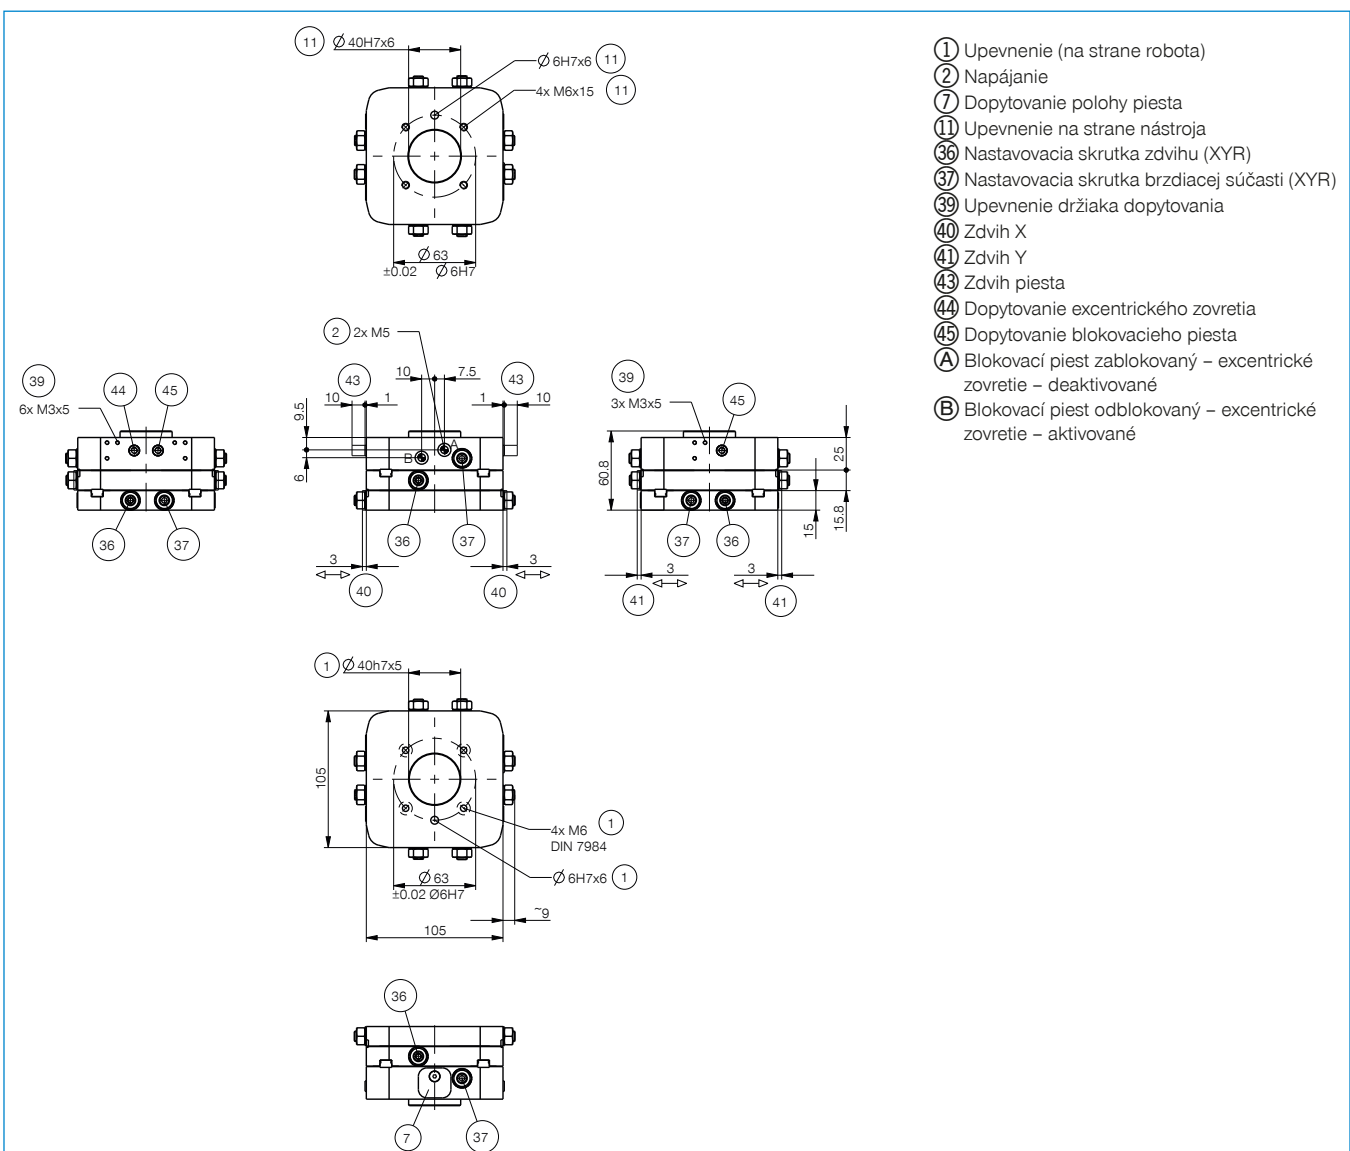 11 Ø 40H7x6
Ø 6H7x6 11
4x M6x15 11
Ø 63
±0.02 Ø 6H7
1 Upevnenie (na strane robota)
2 Napájanie
7 Dopytovanie polohy piesta
11 Upevnenie na strane nástroja
36 Nastavovacia skrutka zdvihu (XYR)
37 Nastavovacia skrutka brzdiacej súčasti (XYR)
39 Upevnenie držiaka dopytovania
40 Zdvih X
41 Zdvih Y
43 Zdvih piesta
44 Dopytovanie excentrického zovretia
45 Dopytovanie blokovacieho piesta
A Blokovací piest zablokovaný – excentrické
zovretie – deaktivované
B Blokovací piest odblokovaný – excentrické
zovretie – aktivované
39
6x M3x5
44
45
36
37
2 2x M5
43
10
1
10
7.5
43
1
10
9.5
6
A
B
36
37
3
40
40
3
39
3x M3x5
45
60.8
25
15.8
15
37
36
3
41
3
41
1 Ø 40h7x5
105
4x M6 1
DIN 7984
Ø 63
±0.02 Ø6H7
Ø 6H7x6 1
~9
105
36
7
37